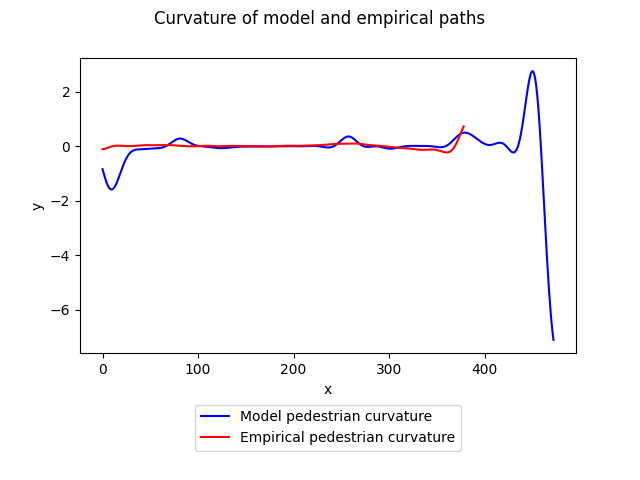 Curvature of model and empirical paths
2
0
−2
−4
−6
y
0 100 200 300 400
x
Model pedestrian curvature
Empirical pedestrian curvature